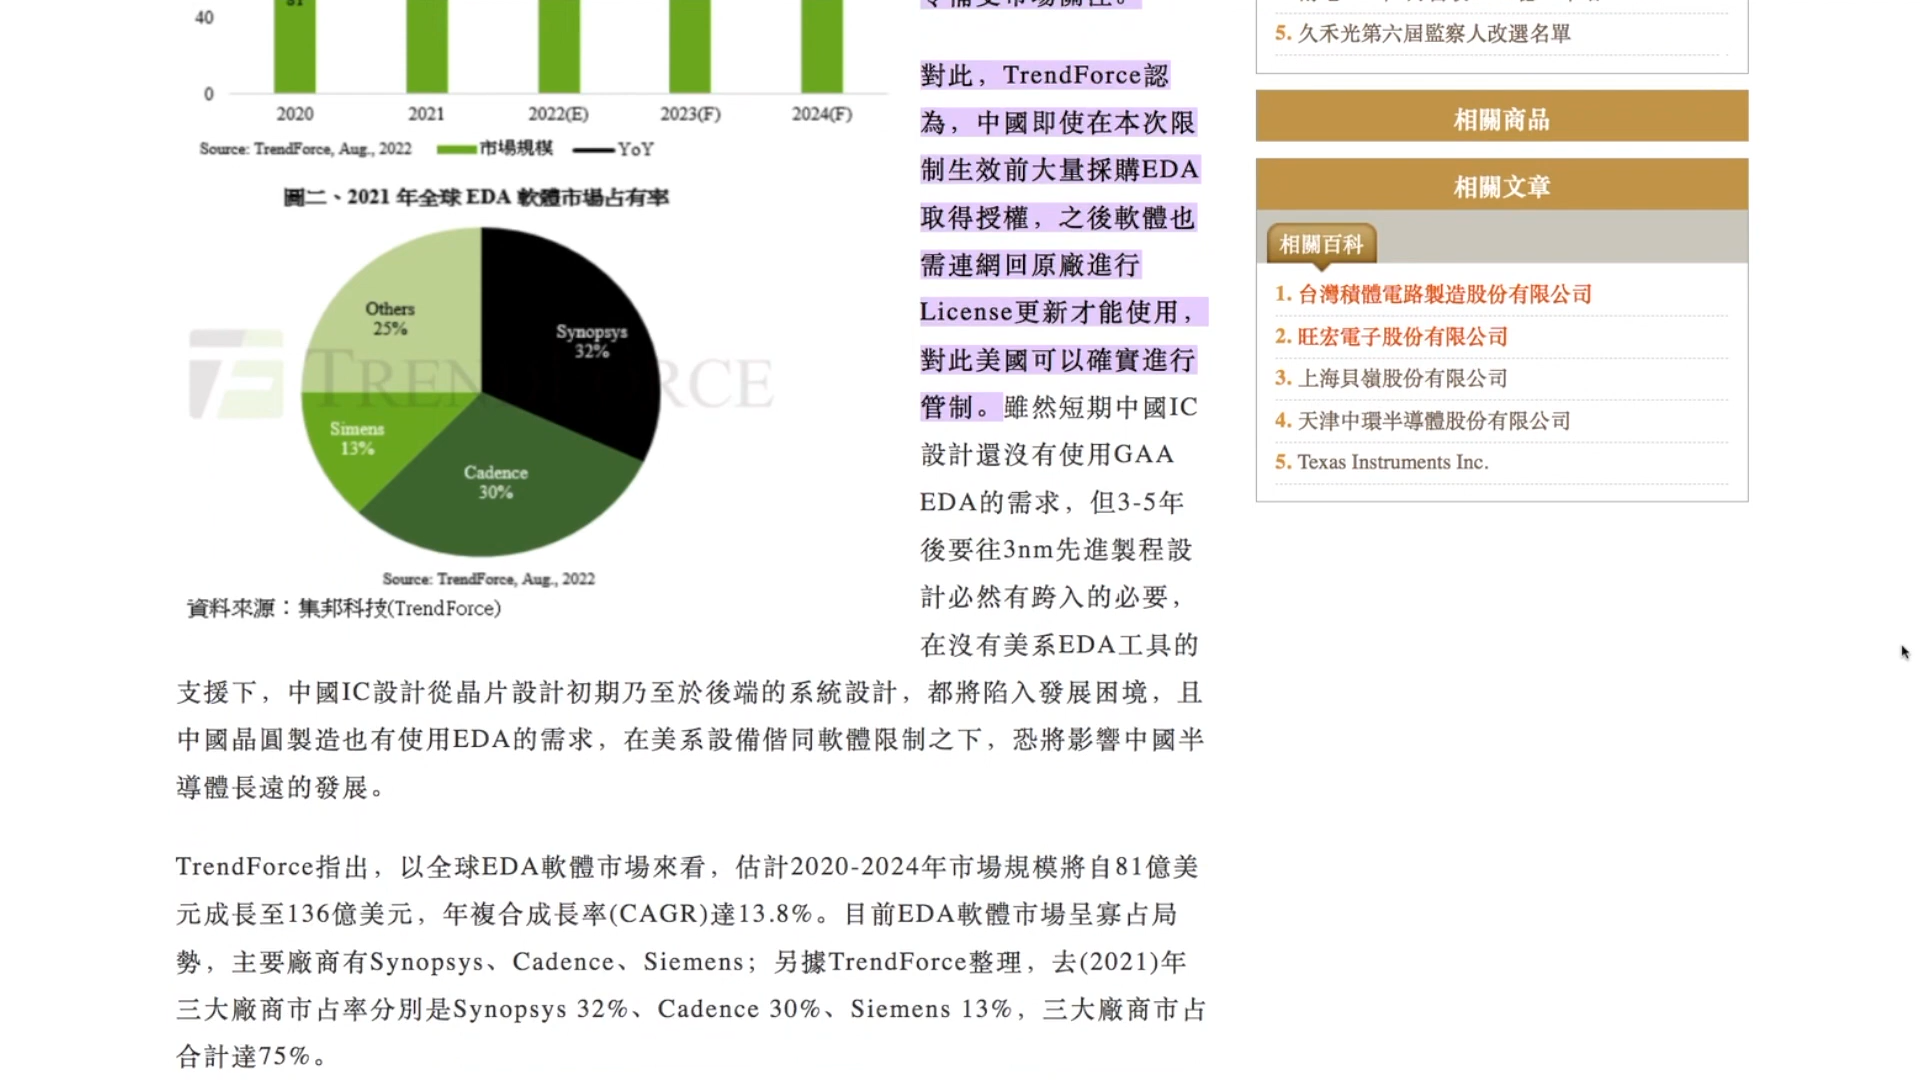 40
0
2020
2021
2022(E)
2023(F)
2024(F)
Source: TrendForce, Aug., 2022
市場規模
YoY
圖二、2021 年全球 EDA 軟體市場占有率
Others
25%
Synopsys
32%
Simens
13%
Cadence
30%
TRENDFORCE
Source: TrendForce, Aug., 2022
資料來源：集邦科技(TrendForce)
對此，TrendForce認
為，中國即使在本次限
制生效前大量採購EDA
取得授權，之後軟體也
需連網回原廠進行
License更新才能使用，
對此美國可以確實進行
管制。雖然短期中國IC
設計還沒有使用GAA
EDA的需求，但3-5年
後要往3nm先進製程設
計必然有跨入的必要，
在沒有美系EDA工具的
支援下，中國IC設計從晶片設計初期乃至於後端的系統設計，都將陷入發展困境，且
中國晶圓製造也有使用EDA的需求，在美系設備偕同軟體限制之下，恐將影響中國半
導體長遠的發展。
TrendForce指出，以全球EDA軟體市場來看，估計2020-2024年市場規模將自81億美
元成長至136億美元，年複合成長率(CAGR)達13.8%。目前EDA軟體市場呈寡占局
勢，主要廠商有Synopsys、Cadence、Siemens；另據TrendForce整理，去(2021)年
三大廠商市占率分別是Synopsys 32%、Cadence 30%、Siemens 13%，三大廠商市占
合計達75%。
5. 久禾光第六屆監察人改選名單
相關商品
相關文章
相關百科
1. 台灣積體電路製造股份有限公司
2. 旺宏電子股份有限公司
3. 上海貝嶺股份有限公司
4. 天津中環半導體股份有限公司
5. Texas Instruments Inc.